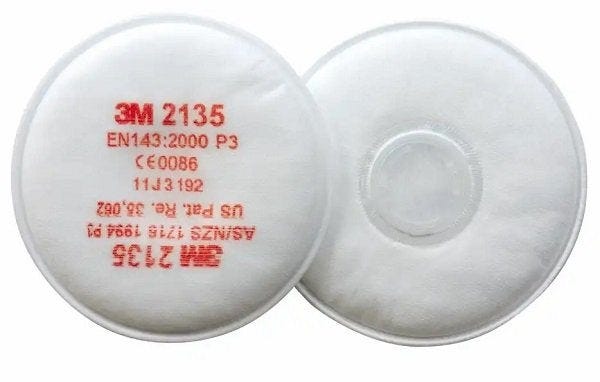 3M 2135
EN143:2000 P3
CE0086
11J3192
US Pat. Re. 35,062
AS/NZS 1716 1994 P3
3M 2135